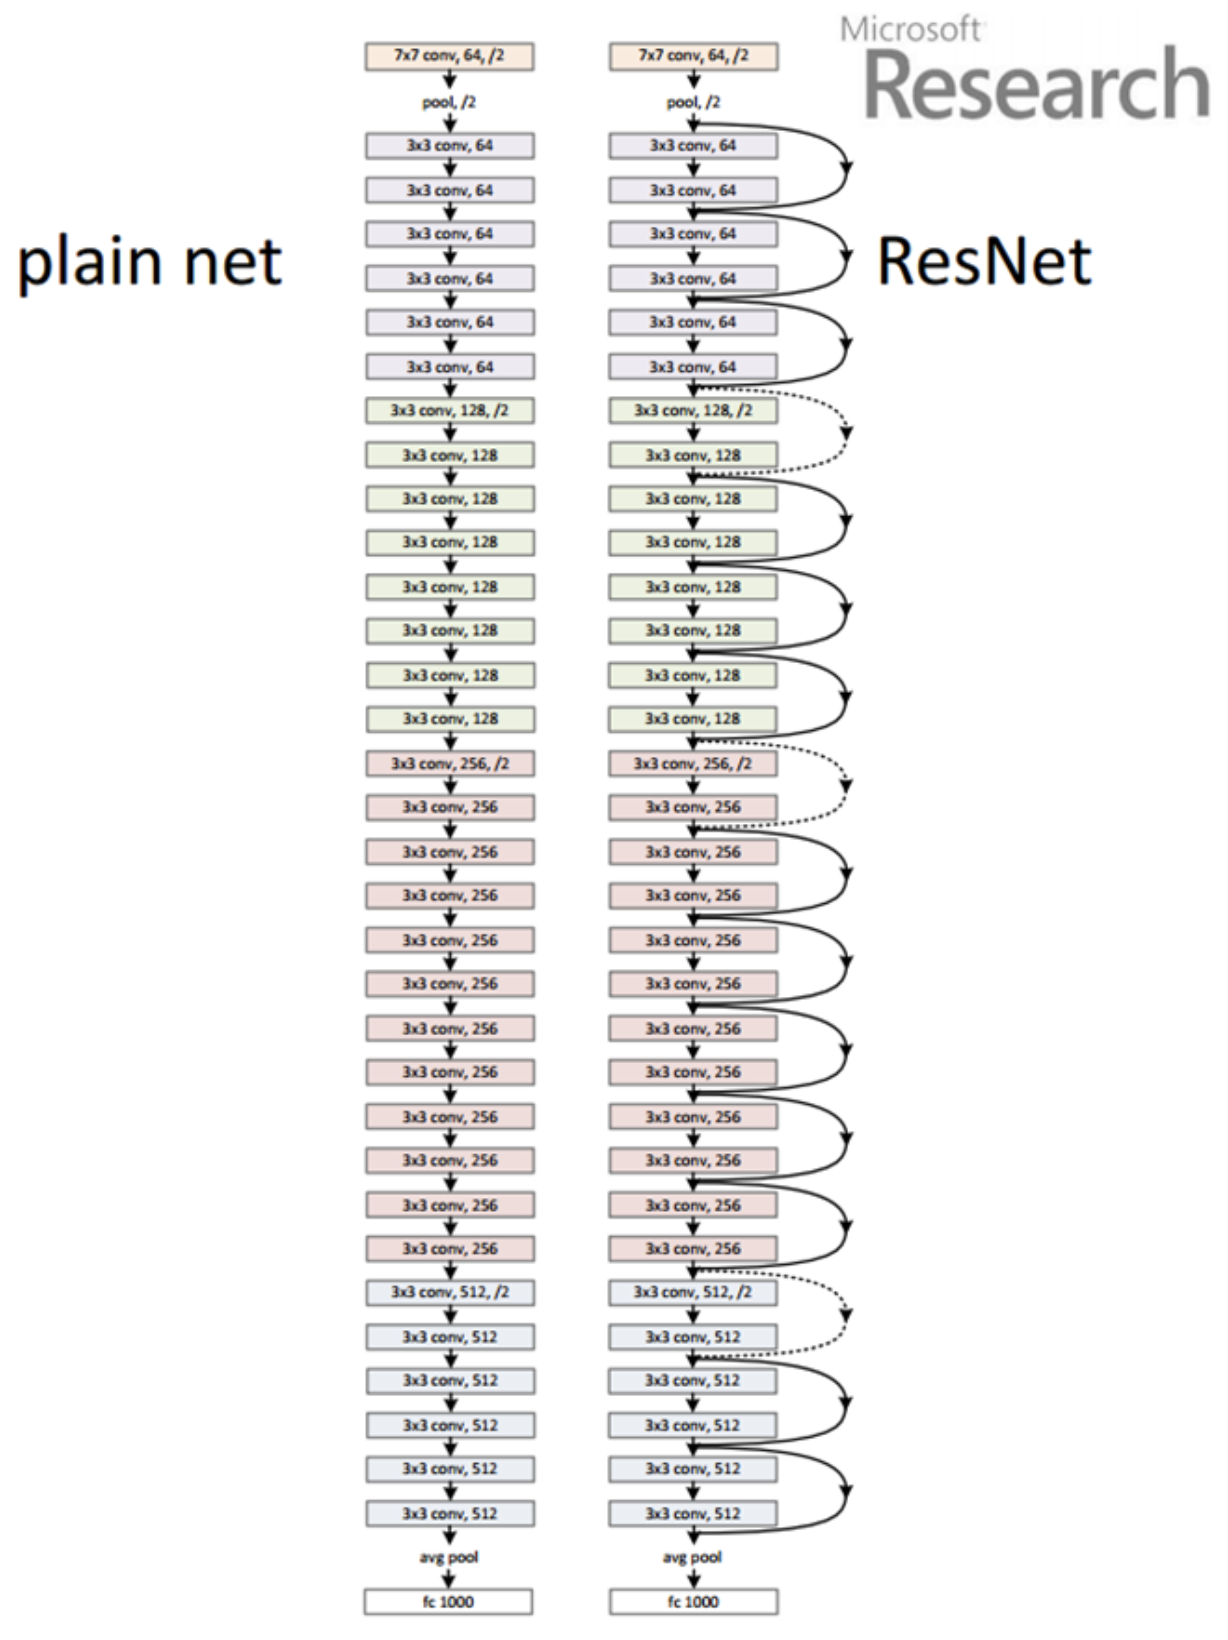 Microsoft
Research
plain net
ResNet
7x7 conv, 64, /2
pool, /2
3x3 conv, 64
3x3 conv, 64
3x3 conv, 64
3x3 conv, 64
3x3 conv, 64
3x3 conv, 64
3x3 conv, 128, /2
3x3 conv, 128
3x3 conv, 128
3x3 conv, 128
3x3 conv, 128
3x3 conv, 128
3x3 conv, 128
3x3 conv, 128
3x3 conv, 256, /2
3x3 conv, 256
3x3 conv, 256
3x3 conv, 256
3x3 conv, 256
3x3 conv, 256
3x3 conv, 256
3x3 conv, 256
3x3 conv, 256
3x3 conv, 256
3x3 conv, 256
3x3 conv, 256
3x3 conv, 512, /2
3x3 conv, 512
3x3 conv, 512
3x3 conv, 512
3x3 conv, 512
3x3 conv, 512
avg pool
fc 1000
7x7 conv, 64, /2
pool, /2
3x3 conv, 64
3x3 conv, 64
3x3 conv, 64
3x3 conv, 64
3x3 conv, 64
3x3 conv, 64
3x3 conv, 128, /2
3x3 conv, 128
3x3 conv, 128
3x3 conv, 128
3x3 conv, 128
3x3 conv, 128
3x3 conv, 128
3x3 conv, 128
3x3 conv, 256, /2
3x3 conv, 256
3x3 conv, 256
3x3 conv, 256
3x3 conv, 256
3x3 conv, 256
3x3 conv, 256
3x3 conv, 256
3x3 conv, 256
3x3 conv, 256
3x3 conv, 256
3x3 conv, 256
3x3 conv, 512, /2
3x3 conv, 512
3x3 conv, 512
3x3 conv, 512
3x3 conv, 512
3x3 conv, 512
avg pool
fc 1000